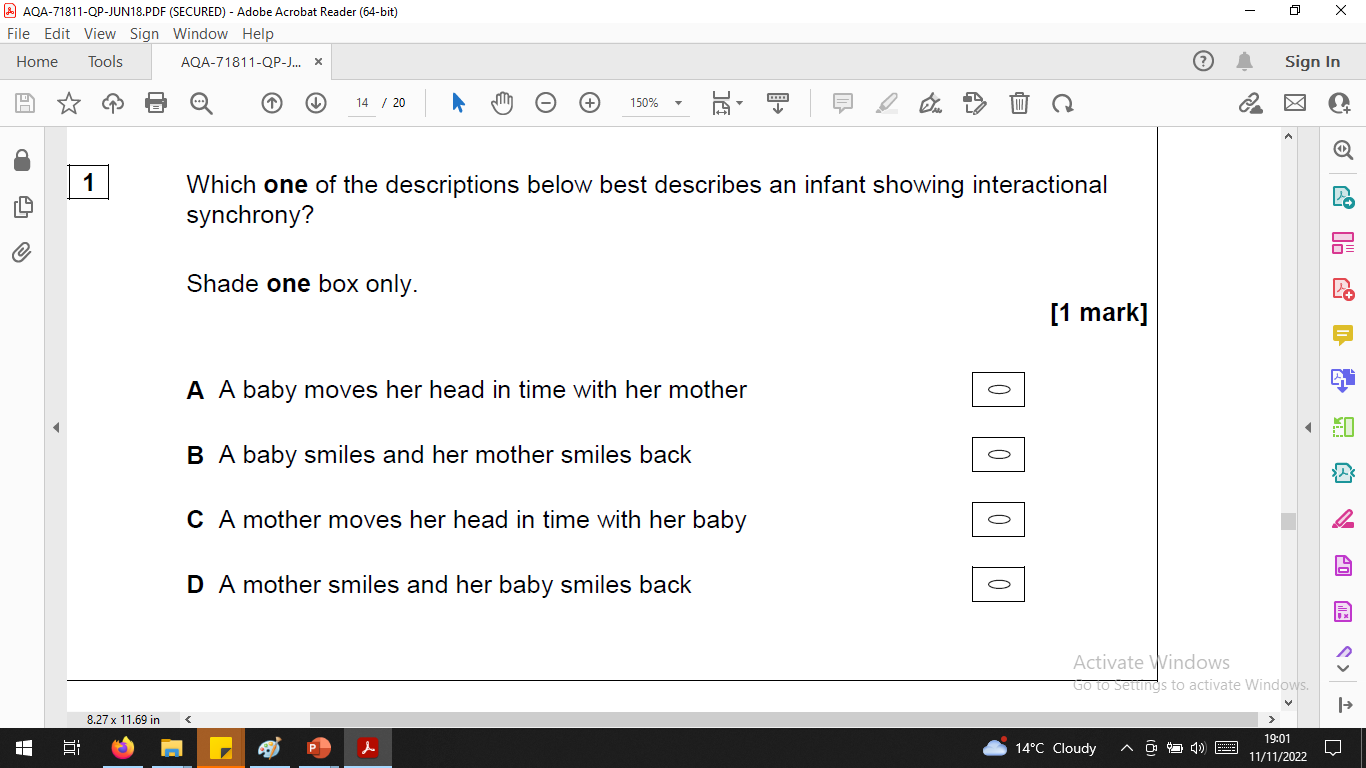 AQA-71811-QP-JUN18.PDF (SECURED) - Adobe Acrobat Reader (64-bit)
File Edit View Sign Window Help
Home Tools AQA-71811-QP-J... × Sign In
14 / 20 150%
1 Which one of the descriptions below best describes an infant showing interactional
synchrony?
Shade one box only.
[1 mark]
A A baby moves her head in time with her mother
B A baby smiles and her mother smiles back
C A mother moves her head in time with her baby
D A mother smiles and her baby smiles back
Activate Windows
Go to Settings to activate Windows.
8.27 x 11.69 in
14°C Cloudy 19:01
11/11/2022